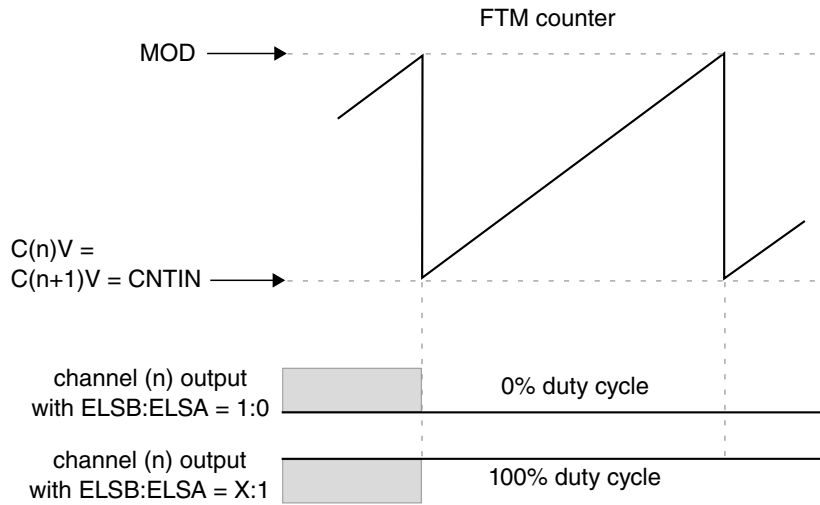 FTM counter
MOD
C(n)V =
C(n+1)V = CNTIN
channel (n) output
with ELSB:ELSA = 1:0
0% duty cycle
channel (n) output
with ELSB:ELSA = X:1
100% duty cycle